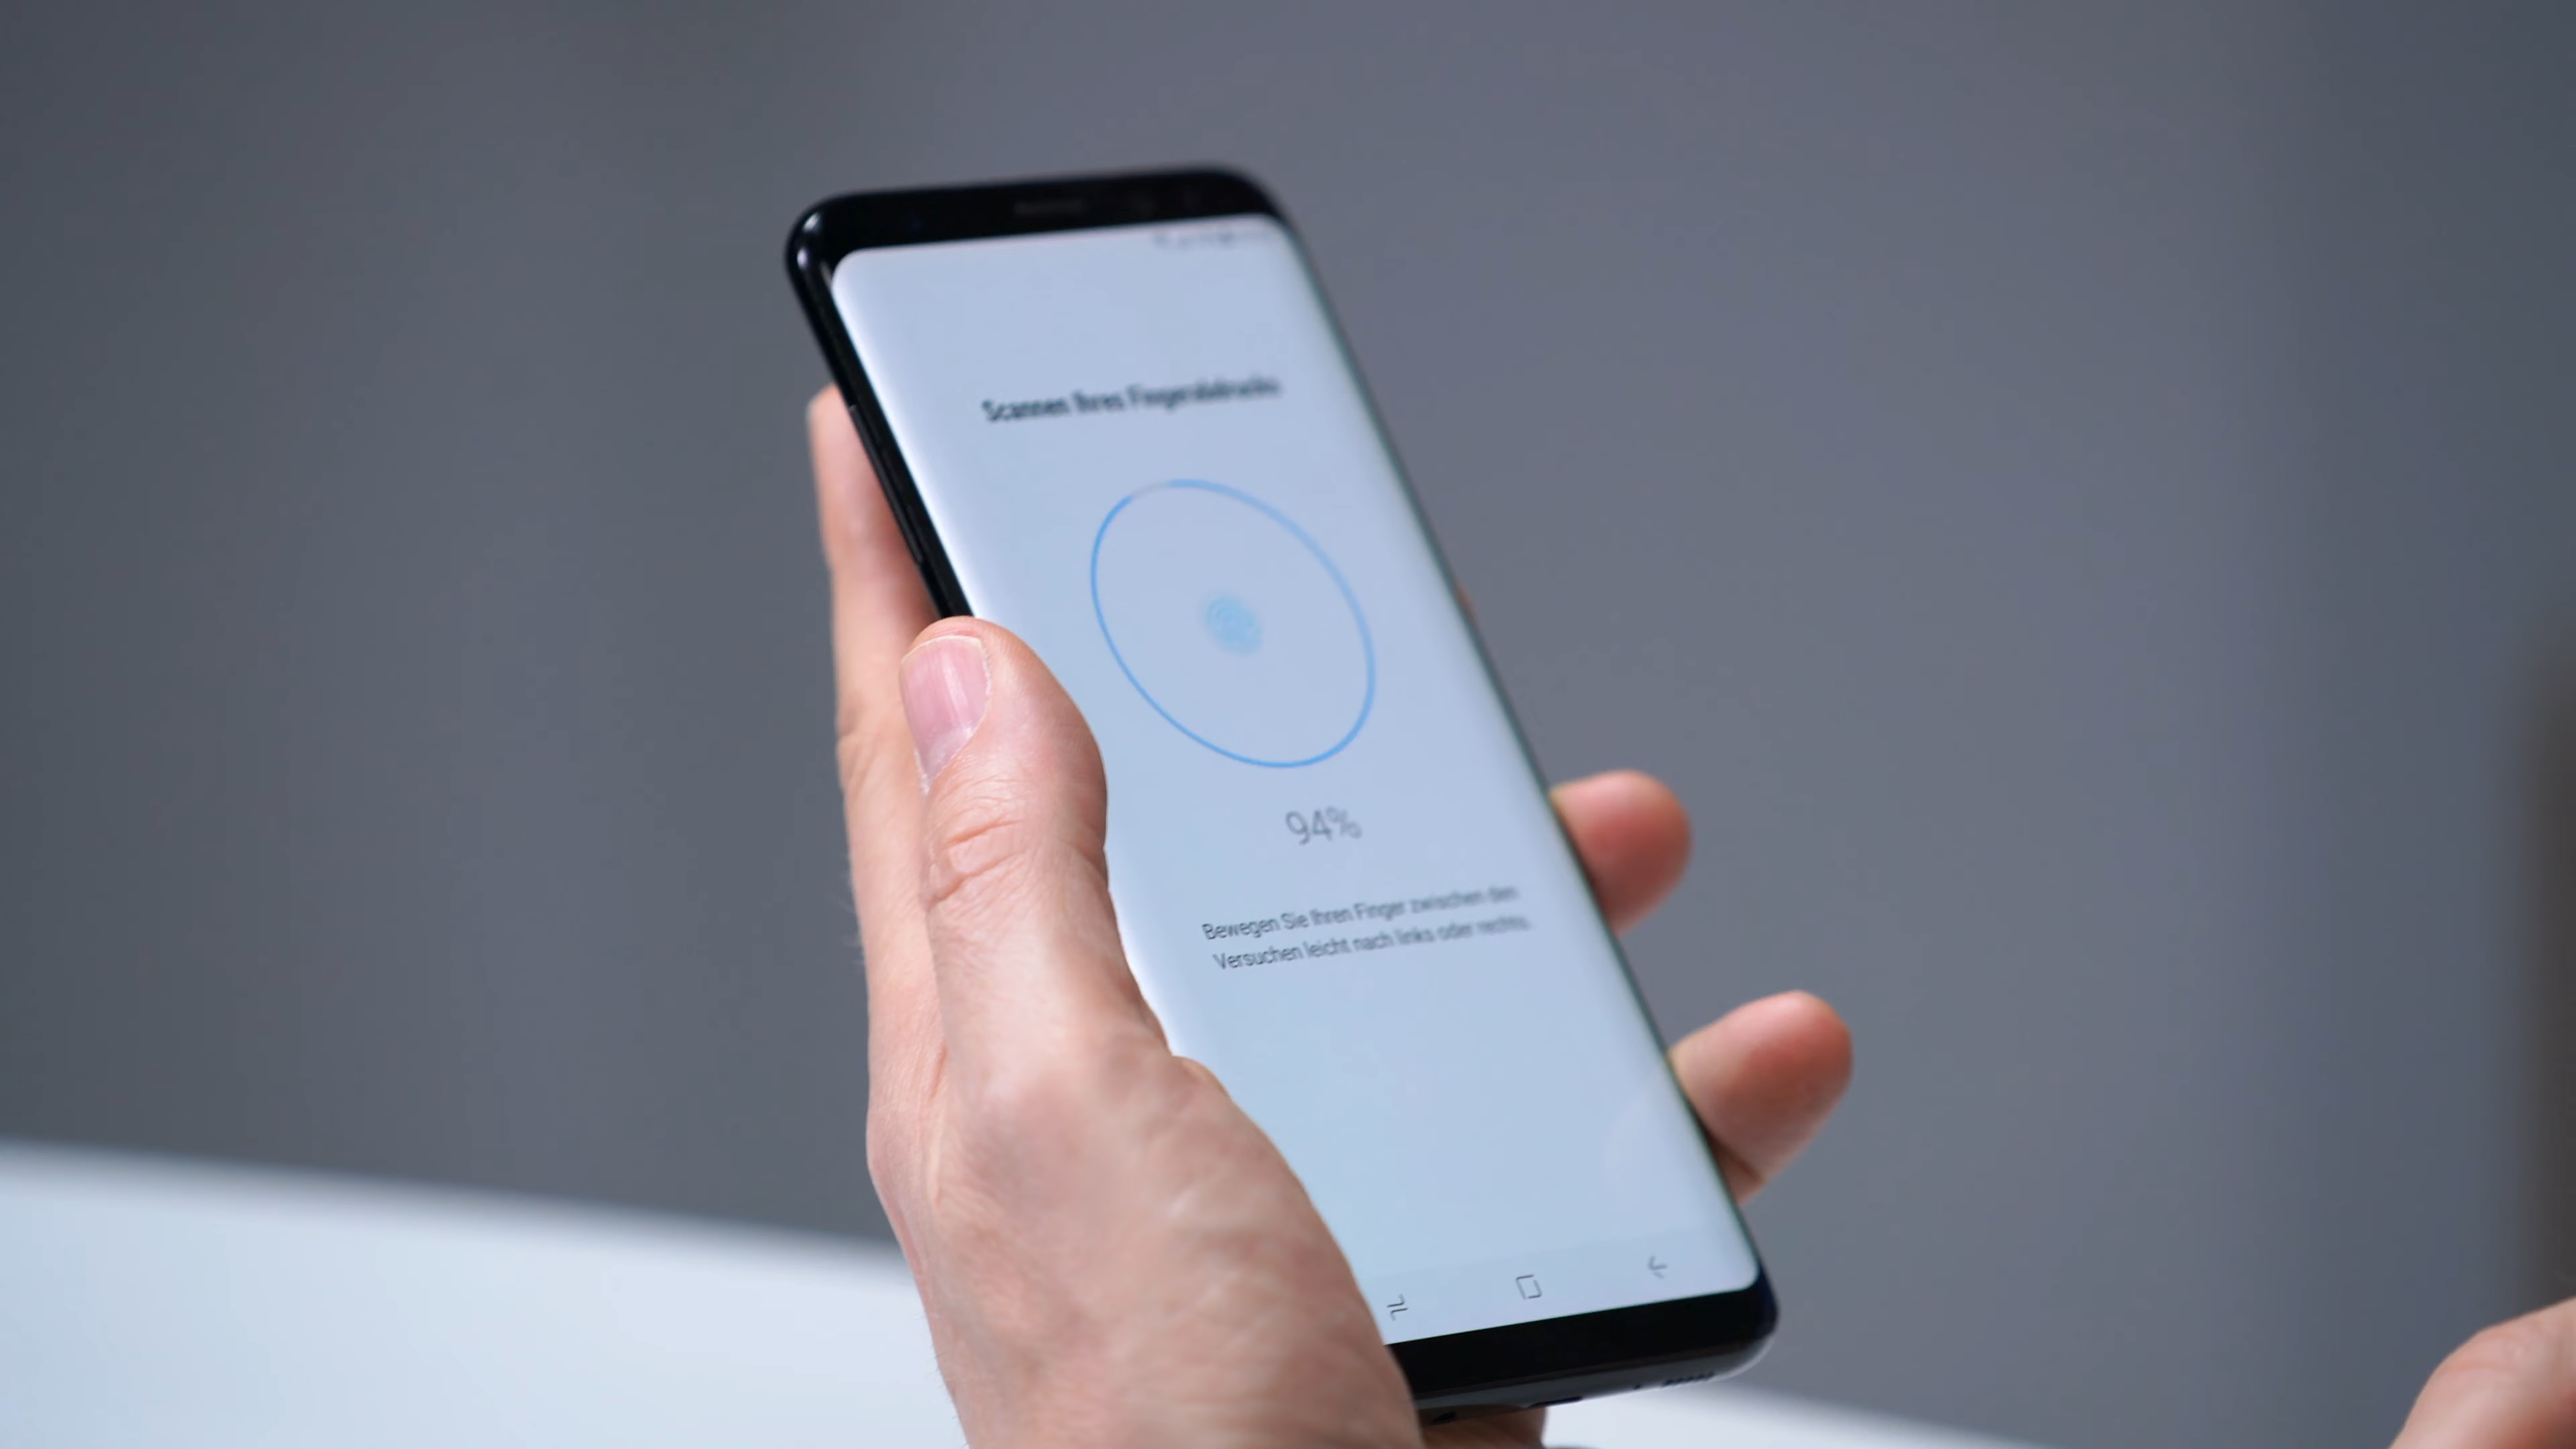 Scannen Ihres Fingerabdrucks
94%
Bewegen Sie Ihren Finger zwischen den
Versuchen leicht nach links oder rechts.